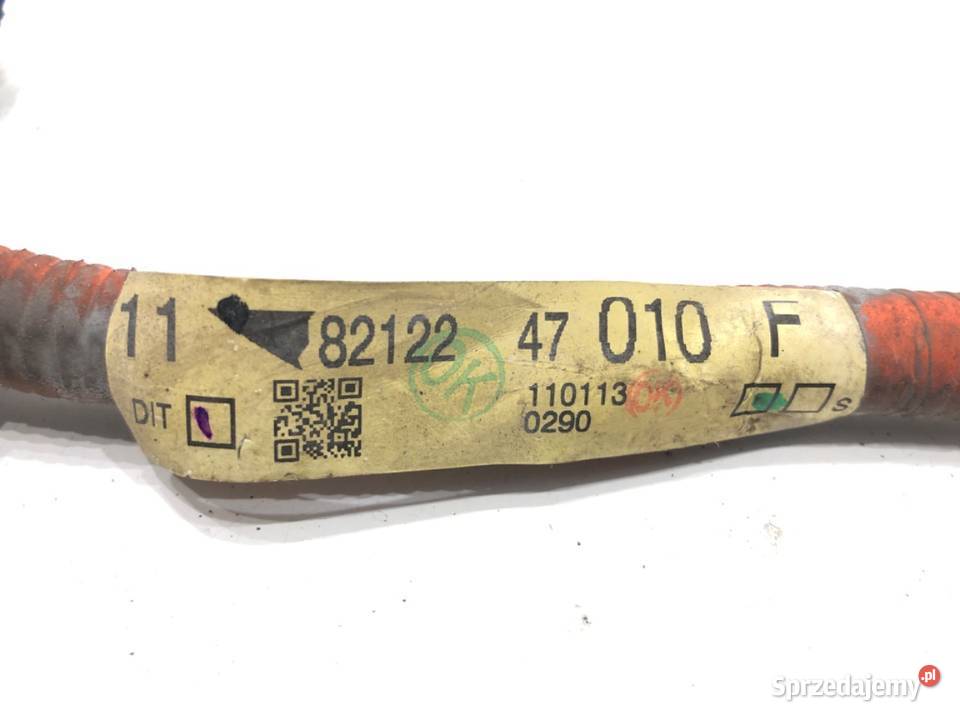 11 82122 47 010 F
OK
DIT
110113 OK
0290
S
Sprzedajemy.pl